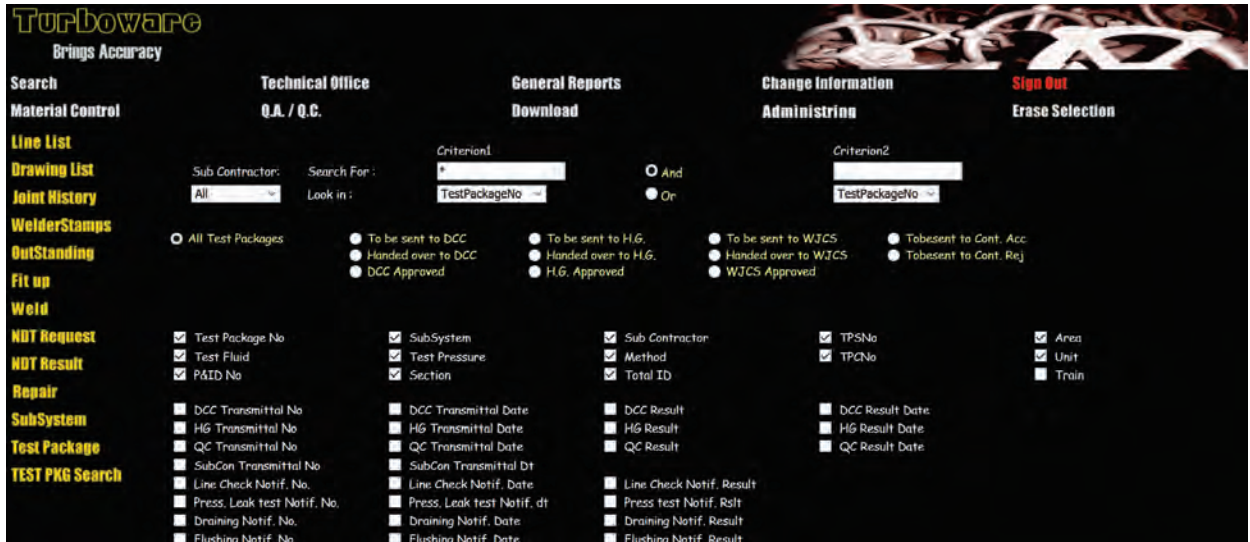 Turboware
Brings Accuracy
Search Technical Office General Reports Change Information Sign Out
Material Control Q.A. / Q.C. Download Administring Erase Selection
Line List
Drawing List
Joint History
WelderStamps
OutStanding
Fit up
Weld
NDT Request
NDT Result
Repair
SubSystem
Test Package
TEST PKG Search
Criterion1 Criterion2
Sub Contractor: Search For : * And
All Look in : TestPackageNo Or TestPackageNo
All Test Packages To be sent to DCC To be sent to H.G. To be sent to WJCS Tobesent to Cont. Acc
Handed over to DCC Handed over to H.G. Handed over to WJCS Tobesent to Cont. Rej
DCC Approved H.G. Approved WJCS Approved
Test Package No SubSystem Sub Contractor TPSNo Area
Test Fluid Test Pressure Method TPCNo Unit
P&ID No Section Total ID Train
DCC Transmittal No DCC Transmittal Date DCC Result DCC Result Date
HG Transmittal No HG Transmittal Date HG Result HG Result Date
QC Transmittal No QC Transmittal Date QC Result QC Result Date
SubCon Transmittal No SubCon Transmittal Dt
Line Check Notif. No. Line Check Notif. Date Line Check Notif. Result
Press. Leak test Notif. No. Press. Leak test Notif. dt Press test Notif. Rslt
Draining Notif. No. Draining Notif. Date Draining Notif. Result
Flushing Notif. No. Flushing Notif. Date Flushing Notif. Result